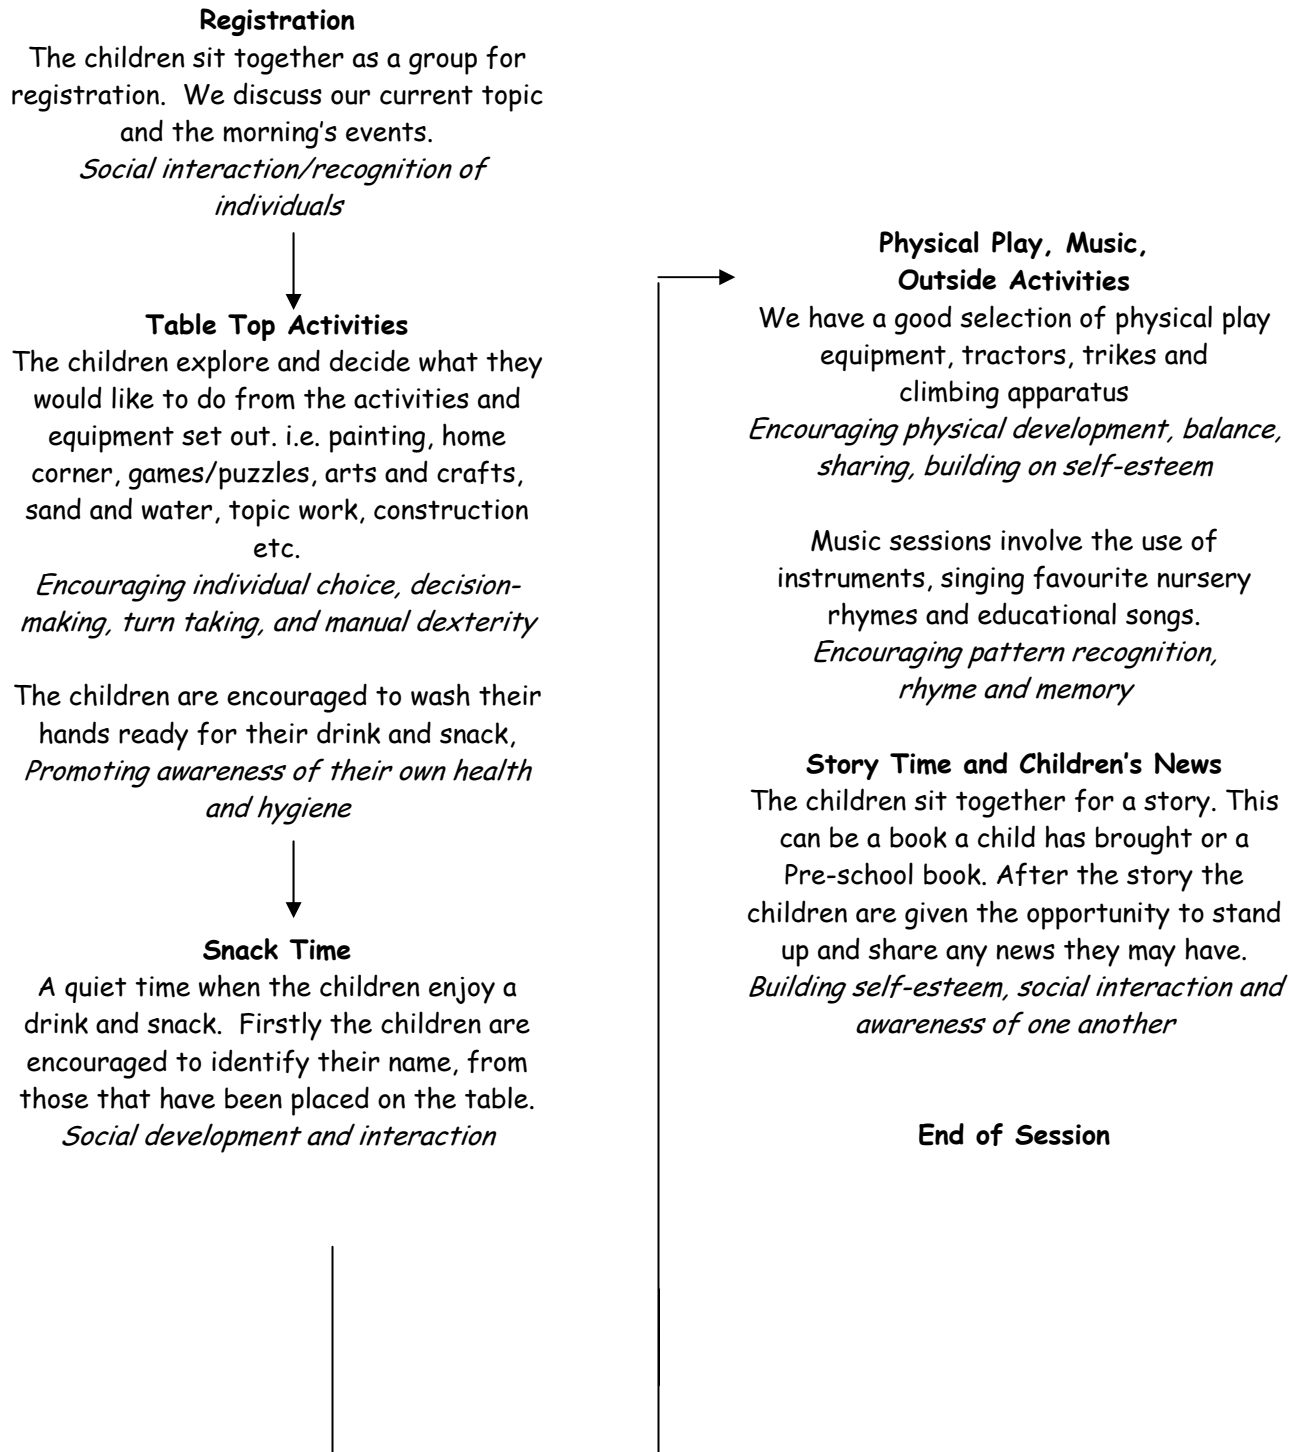 Registration
The children sit together as a group for
registration.  We discuss our current topic
and the morning's events.
Social interaction/recognition of
individuals
Table Top Activities
The children explore and decide what they
would like to do from the activities and
equipment set out. i.e. painting, home
corner, games/puzzles, arts and crafts,
sand and water, topic work, construction
etc.
Encouraging individual choice, decision-
making, turn taking, and manual dexterity
The children are encouraged to wash their
hands ready for their drink and snack,
Promoting awareness of their own health
and hygiene
Snack Time
A quiet time when the children enjoy a
drink and snack.  Firstly the children are
encouraged to identify their name, from
those that have been placed on the table.
Social development and interaction
Physical Play, Music,
Outside Activities
We have a good selection of physical play
equipment, tractors, trikes and
climbing apparatus
Encouraging physical development, balance,
sharing, building on self-esteem
Music sessions involve the use of
instruments, singing favourite nursery
rhymes and educational songs.
Encouraging pattern recognition,
rhyme and memory
Story Time and Children's News
The children sit together for a story. This
can be a book a child has brought or a
Pre-school book. After the story the
children are given the opportunity to stand
up and share any news they may have.
Building self-esteem, social interaction and
awareness of one another
End of Session